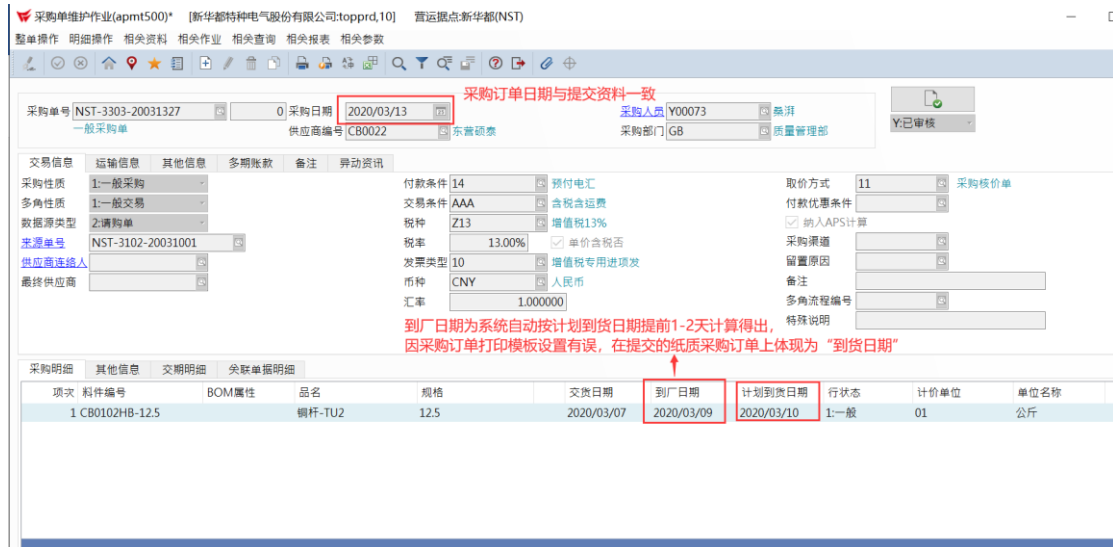 采购单维护作业(apmt500)* [新华都特种电气股份有限公司:topprd,10] 营运据点:新华都(NST)
整单操作 明细操作 相关资料 相关作业 相关查询 相关报表 相关参数
采购订单日期与提交资料一致
采购单号 NST-3303-20031327 0 采购日期 2020/03/13 采购人员 Y00073 桑湃
一般采购单 供应商编号 CB0022 东营硕泰 采购部门 GB 质量管理部 Y:已审核
交易信息 运输信息 其他信息 多期账款 备注 异动资讯
采购性质 1:一般采购 付款条件 14 预付电汇 取价方式 11 采购核价单
多角性质 1:一般交易 交易条件 AAA 含税含运费 付款优惠条件
数据源类型 2:请购单 税种 Z13 增值税13% 纳入APS计算
来源单号 NST-3102-20031001 税率 13.00% 单价含税否 采购渠道
供应商连络人 发票类型 10 增值税专用进项发 留置原因
最终供应商 币种 CNY 人民币 备注
汇率 1.000000 多角流程编号
特殊说明
到厂日期为系统自动按计划到货日期提前1-2天计算得出，
因采购订单打印模板设置有误，在提交的纸质采购订单上体现为“到货日期”
采购明细 其他信息 交期明细 关联单据明细
项次 料件编号 BOM属性 品名 规格 交货日期 到厂日期 计划到货日期 行状态 计价单位 单位名称
1 CB0102HB-12.5 铜杆-TU2 12.5 2020/03/07 2020/03/09 2020/03/10 1:一般 01 公斤